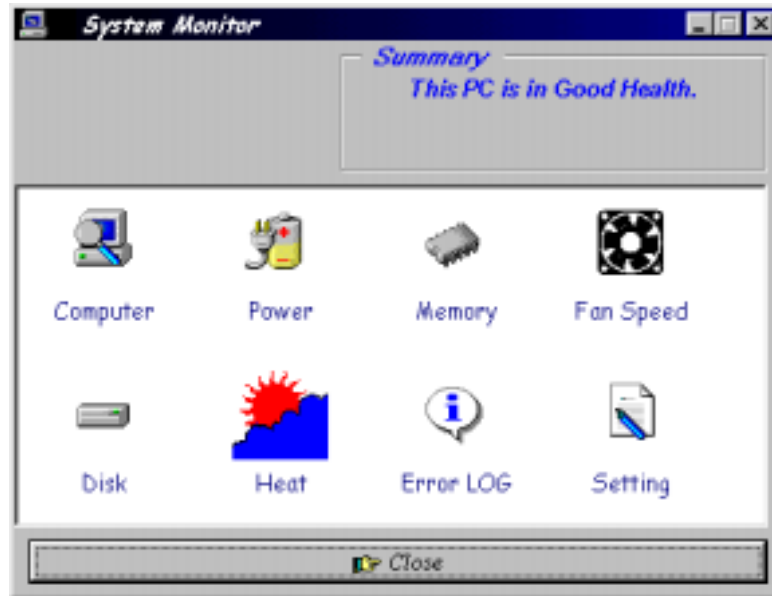 System Monitor
Summary
This PC is in Good Health.
Computer
Power
Memory
Fan Speed
Disk
Heat
Error LOG
Setting
Close